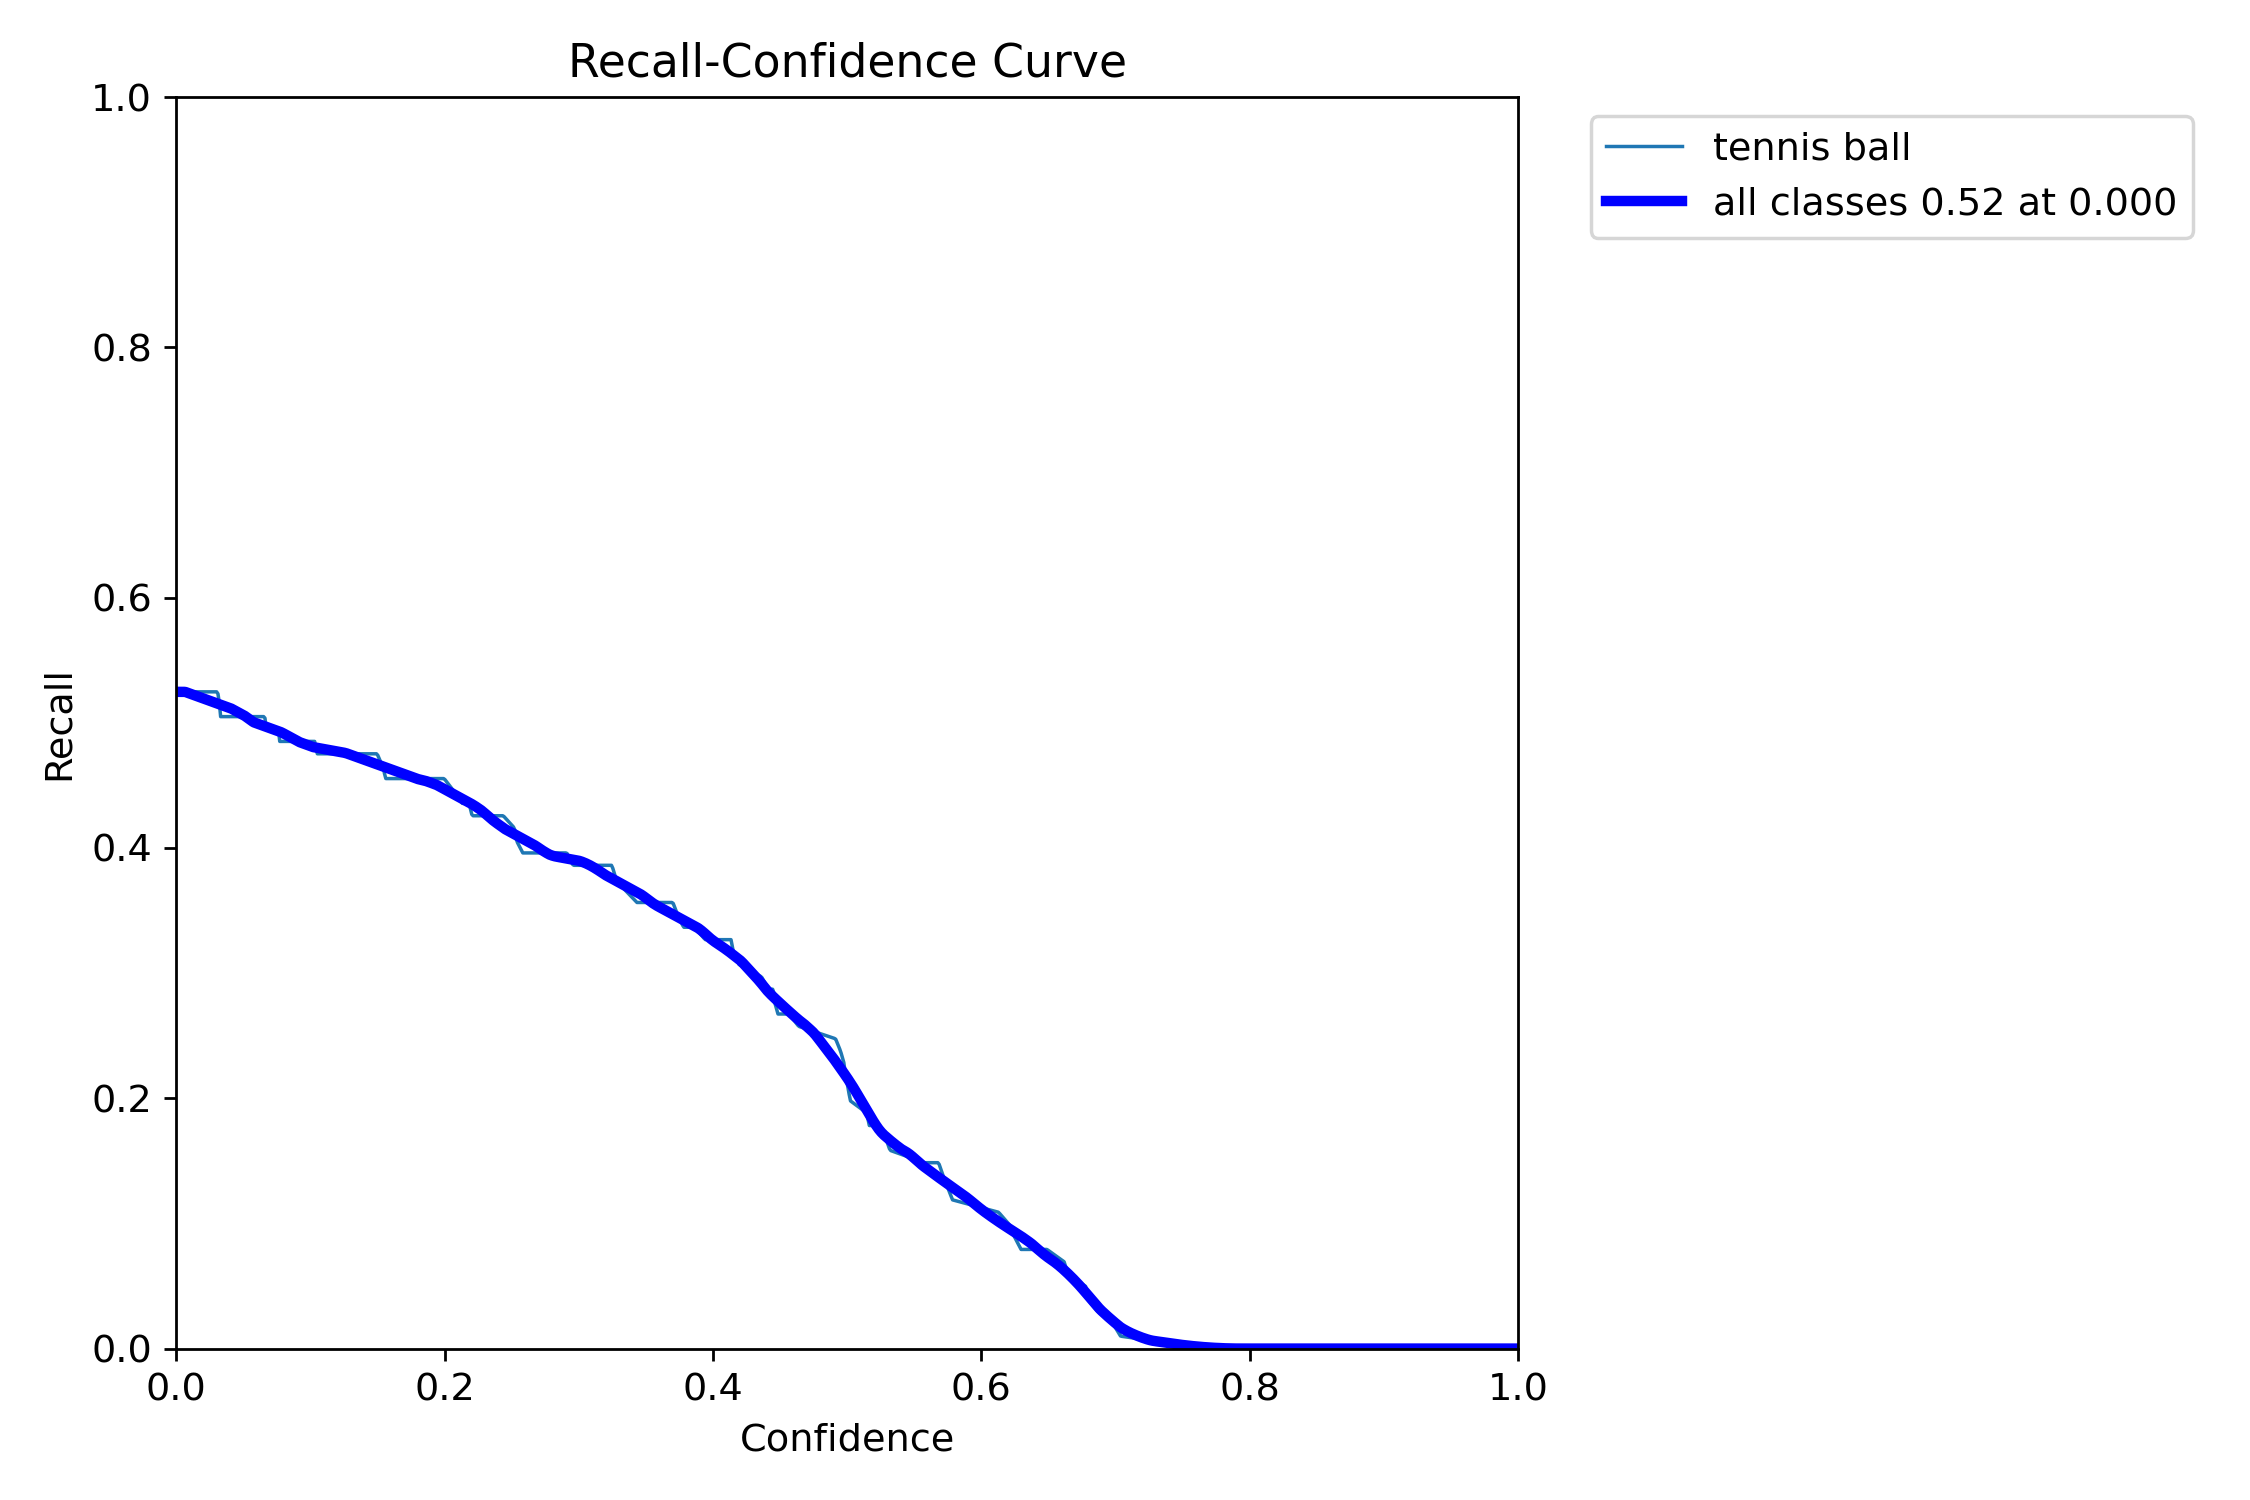 Recall-Confidence Curve
1.0
0.8
0.6
0.4
0.2
0.0
Recall
0.0 0.2 0.4 0.6 0.8 1.0
Confidence
tennis ball
all classes 0.52 at 0.000